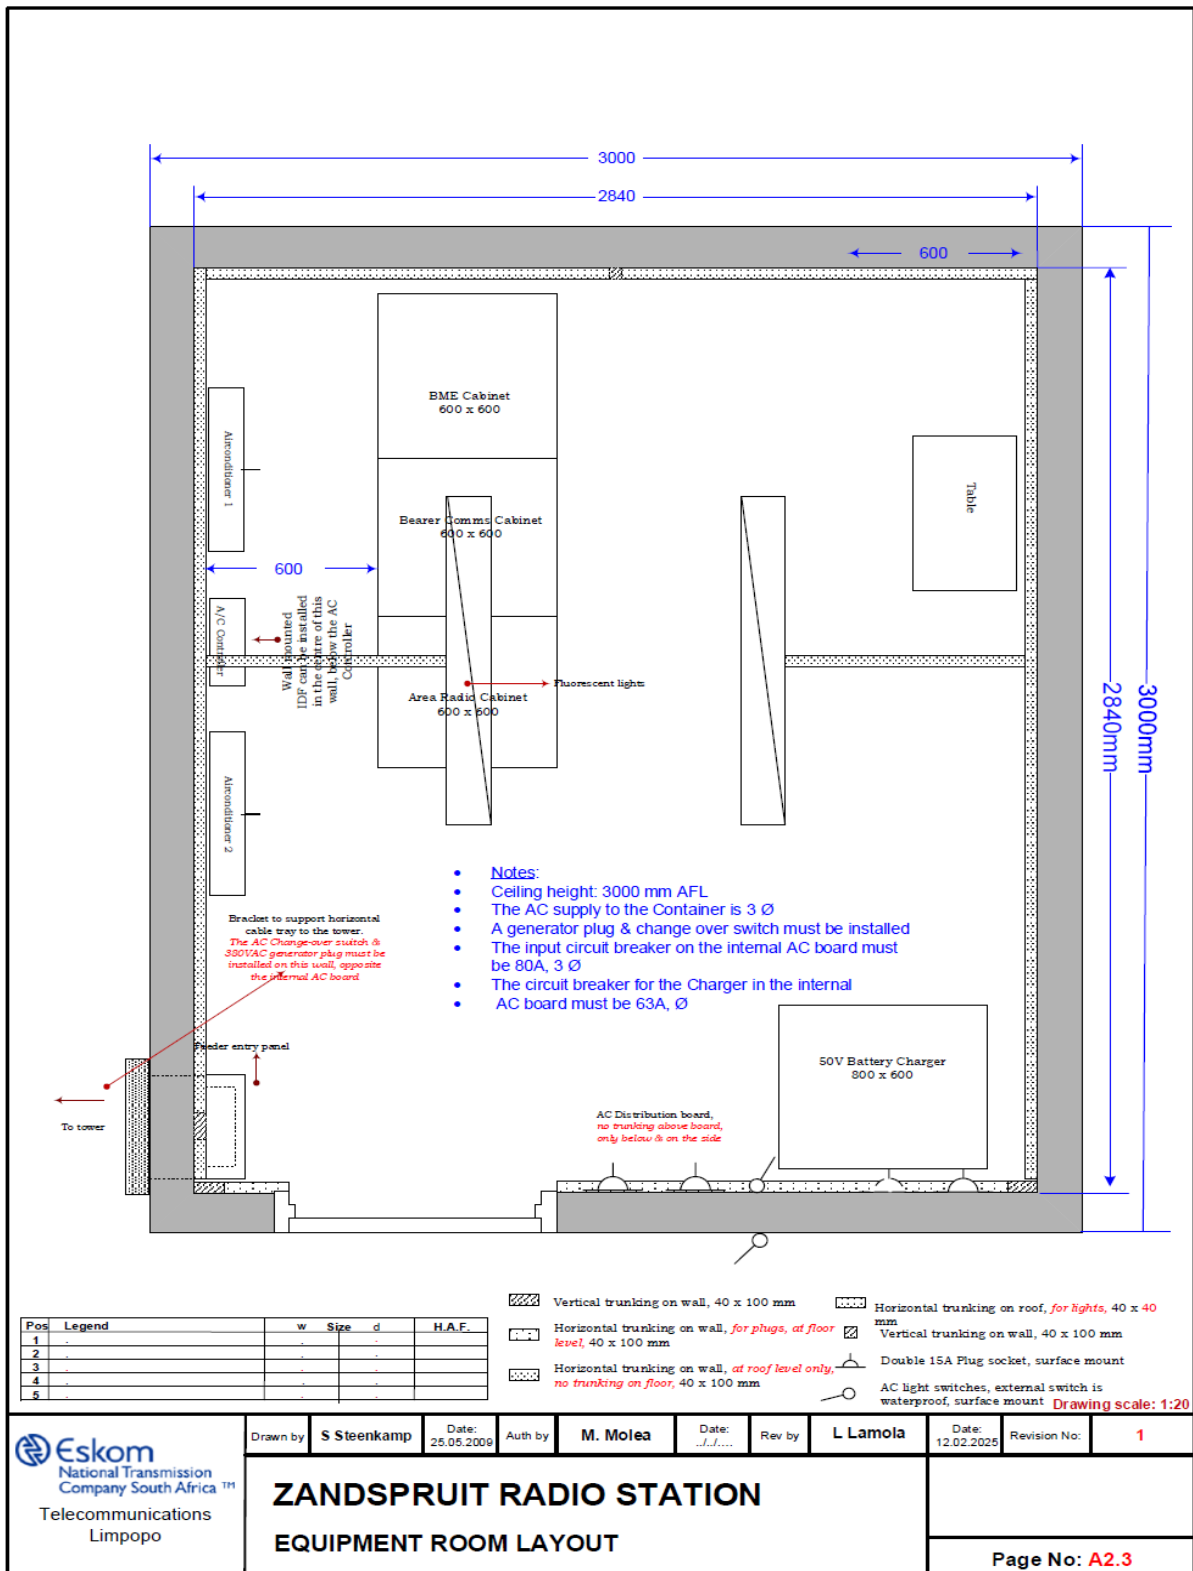 3000
2840
600
BME Cabinet
600 x 600
Airconditioner 1
Bearer Comms Cabinet
600 x 600
Table
600
A/C Controller
Wall mounted
IDF can be installed
in the centre of this
wall, below the AC
Controller
Fluorescent lights
Area Radio Cabinet
600 x 600
2840mm
3000mm
Airconditioner 2
• Notes:
• Ceiling height: 3000 mm AFL
• The AC supply to the Container is 3 Ø
• A generator plug & change over switch must be installed
• The input circuit breaker on the internal AC board must
be 80A, 3 Ø
• The circuit breaker for the Charger in the internal
• AC board must be 63A, Ø
Bracket to support horizontal
cable tray to the tower.
The AC Change-over switch &
380VAC generator plug must be
installed on this wall, opposite
the internal AC board
Feeder entry panel
To tower
50V Battery Charger
800 x 600
AC Distribution board,
no trunking above board,
only below & on the side
Vertical trunking on wall, 40 x 100 mm
Horizontal trunking on wall, for plugs, at floor
level, 40 x 100 mm
Horizontal trunking on wall, at roof level only,
no trunking on floor, 40 x 100 mm
Horizontal trunking on roof, for lights, 40 x 40
mm
Vertical trunking on wall, 40 x 100 mm
Double 15A Plug socket, surface mount
AC light switches, external switch is
waterproof, surface mount
Drawing scale: 1:20
Pos Legend w Size d H.A.F.
1 . . .
2 . . .
3 . . .
4 . . .
5 . . .
Eskom
National Transmission
Company South Africa ™
Telecommunications
Limpopo
Drawn by S Steenkamp Date: 25.05.2009 Auth by M. Molea Date: ../../.... Rev by L Lamola Date: 12.02.2025 Revision No: 1
ZANDSPRUIT RADIO STATION
EQUIPMENT ROOM LAYOUT
Page No: A2.3